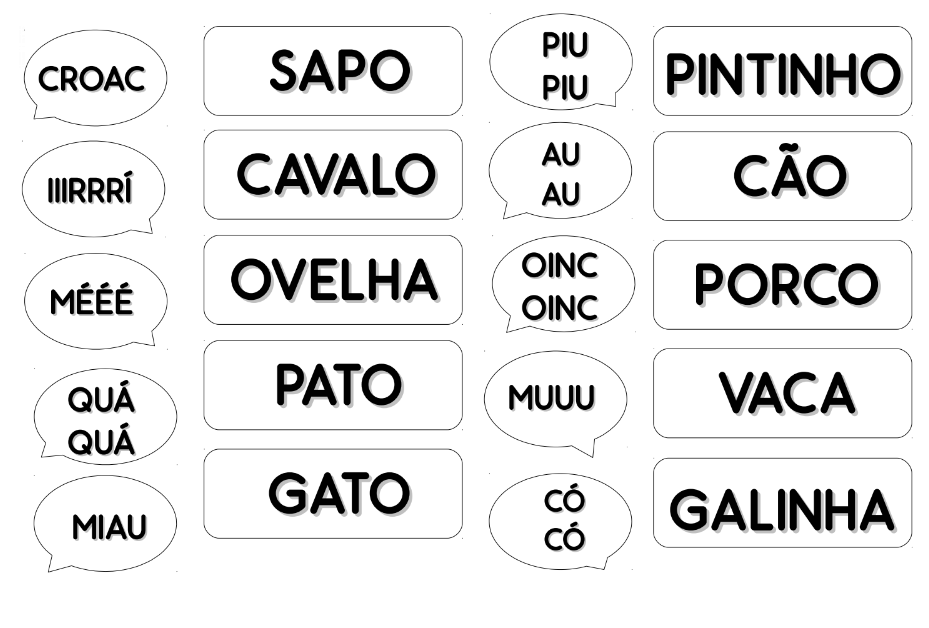 CROAC
SAPO
PIU
PIU
PINTINHO
IIIRRRÍ
CAVALO
AU
AU
CÃO
MÉÉÉ
OVELHA
OINC
OINC
PORCO
QUÁ
QUÁ
PATO
MUUU
VACA
MIAU
GATO
CÓ
CÓ
GALINHA